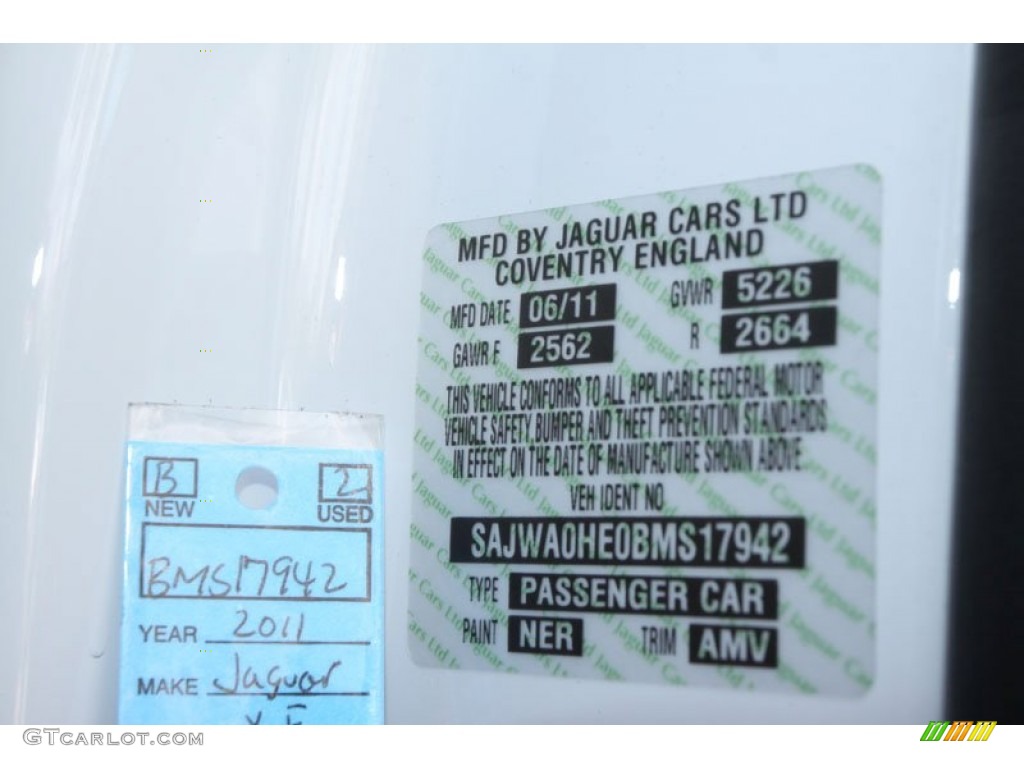 MFD BY JAGUAR CARS LTD
COVENTRY ENGLAND
MFD DATE 06/11 GVWR 5226
GAWR F 2562 R 2664
THIS VEHICLE CONFORMS TO ALL APPLICABLE FEDERAL MOTOR
VEHICLE SAFETY, BUMPER, AND THEFT PREVENTION STANDARDS
IN EFFECT ON THE DATE OF MANUFACTURE SHOWN ABOVE
VEH IDENT NO
SAJWA0HE0BMS17942
TYPE PASSENGER CAR
PAINT NER TRIM AMV
B 2
NEW USED
BMS17942
YEAR 2011
MAKE Jaguar
XF
GTCARLOT.COM